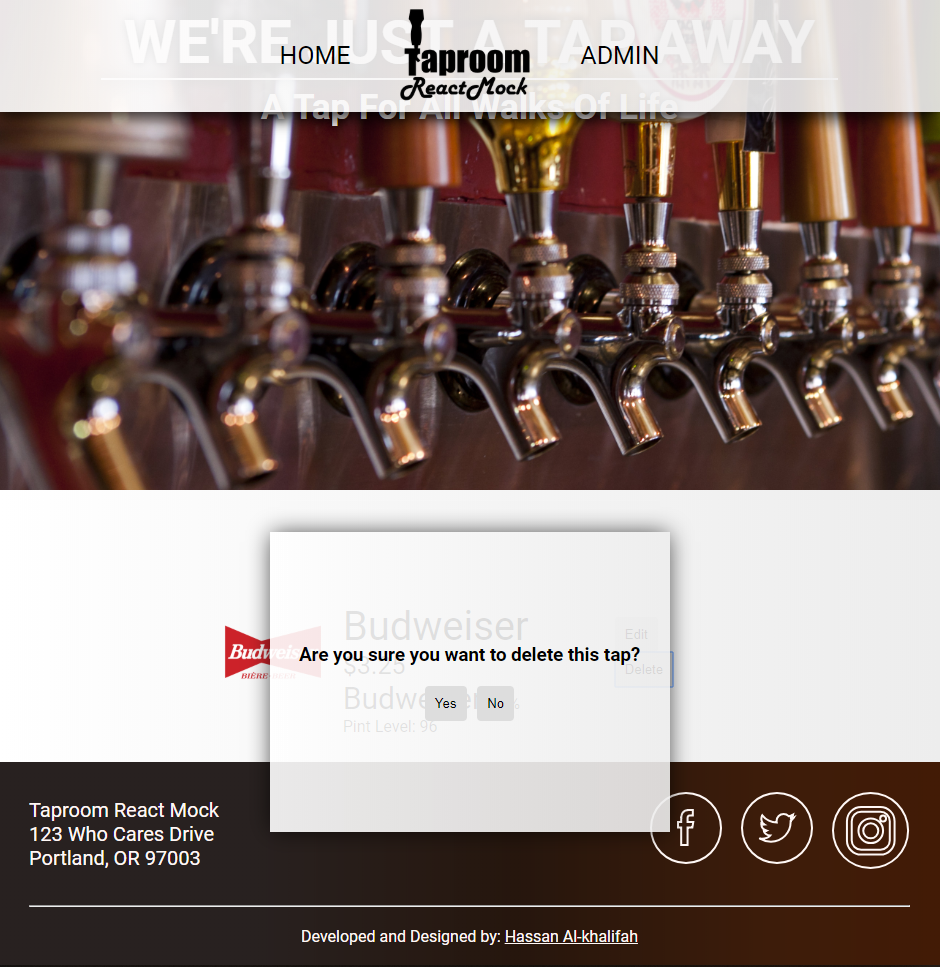 WE'RE JUST A TAP AWAY
HOME
Taproom
ReactMock
ADMIN
A Tap For All Walks Of Life
Budweiser
Budweiser
BIÈRE BEER
$3.25
Budweiser
Pint Level: 96
Edit
Delete
Are you sure you want to delete this tap?
Yes
No
Taproom React Mock
123 Who Cares Drive
Portland, OR 97003
Developed and Designed by: Hassan Al-khalifah